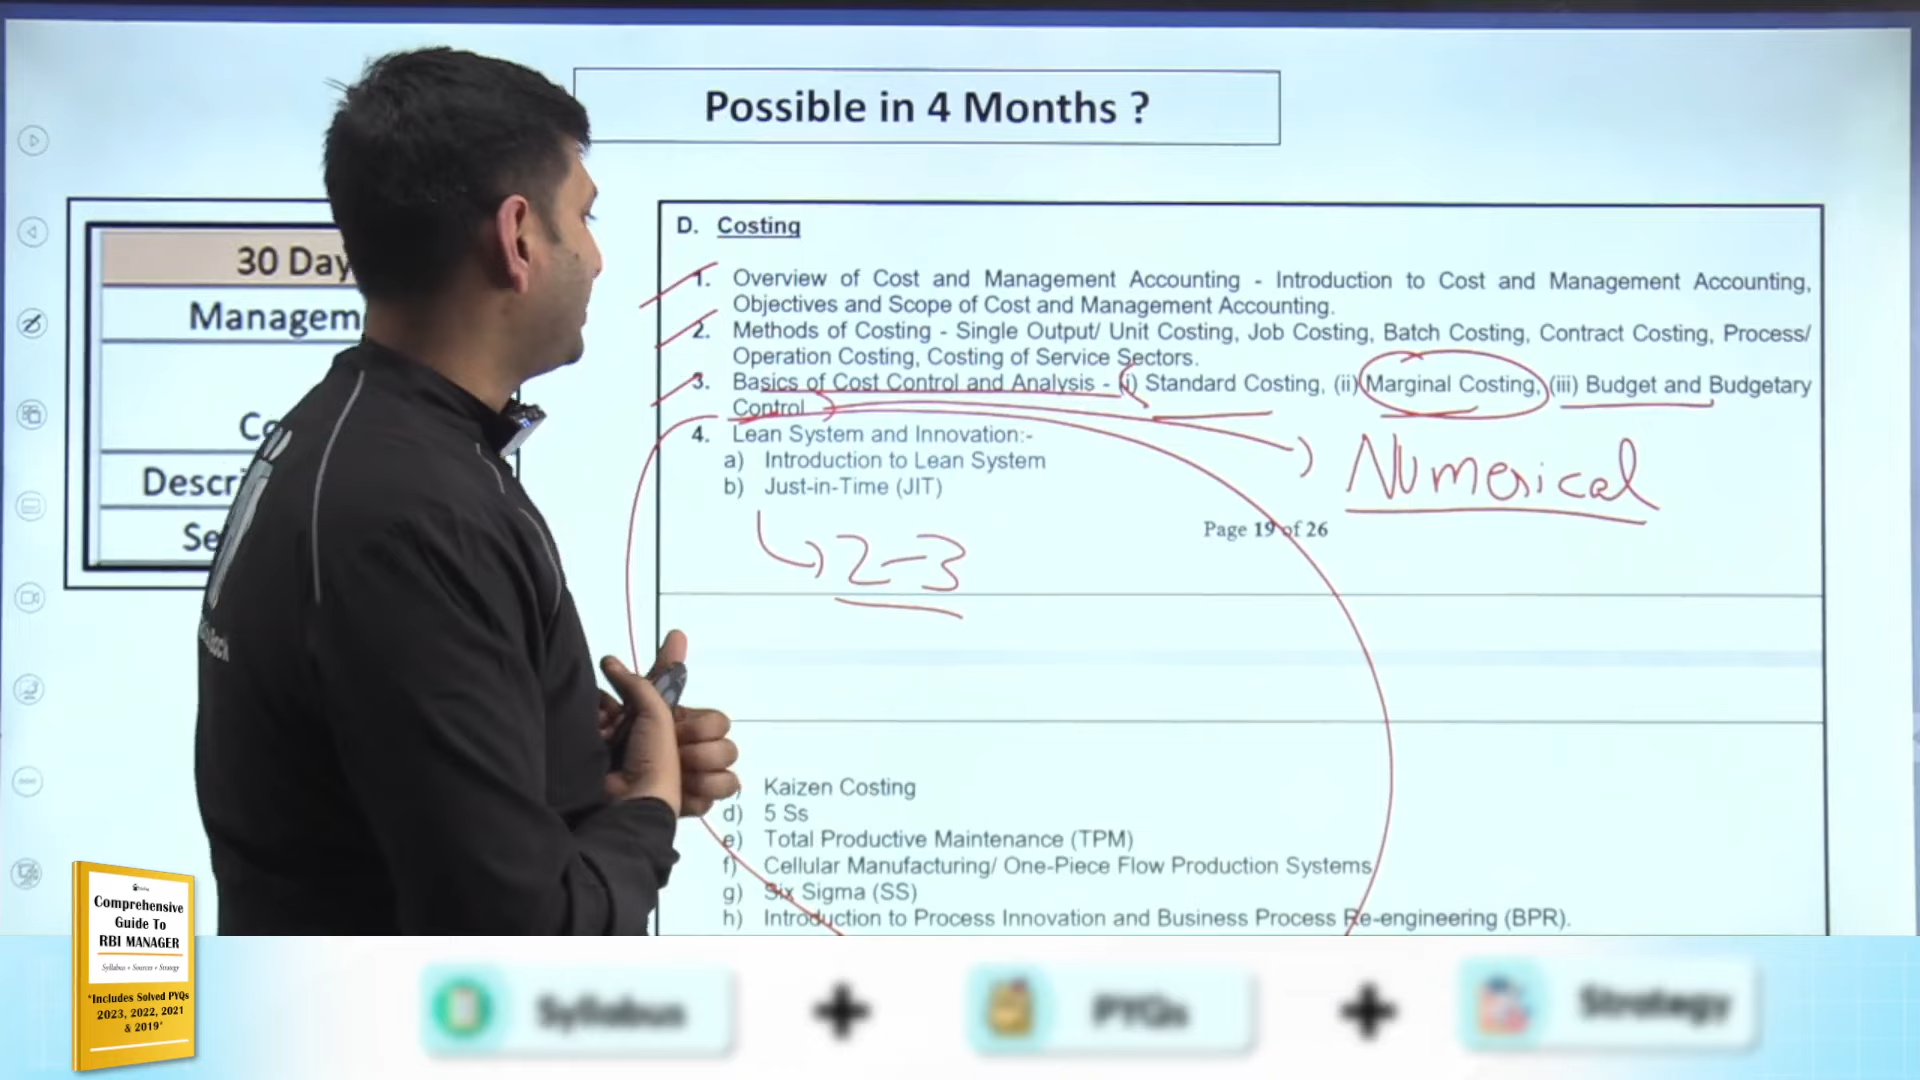 Possible in 4 Months ?
30 Day
Managem
Co
Descri
Se
D. Costing
1. Overview of Cost and Management Accounting - Introduction to Cost and Management Accounting,
Objectives and Scope of Cost and Management Accounting.
2. Methods of Costing - Single Output/ Unit Costing, Job Costing, Batch Costing, Contract Costing, Process/
Operation Costing, Costing of Service Sectors.
3. Basics of Cost Control and Analysis - (i) Standard Costing, (ii) Marginal Costing, (iii) Budget and Budgetary
Control
4. Lean System and Innovation:-
a) Introduction to Lean System
b) Just-in-Time (JIT)
Numerical
Page 19 of 26
2-3
Kaizen Costing
d) 5 Ss
e) Total Productive Maintenance (TPM)
f) Cellular Manufacturing/ One-Piece Flow Production Systems
g) Six Sigma (SS)
h) Introduction to Process Innovation and Business Process Re-engineering (BPR).
Comprehensive
Guide To
RBI MANAGER
Syllabus + Sources + Strategy
*Includes Solved PYQs
2023, 2022, 2021
& 2019*
Syllabus + PYQs + Strategy